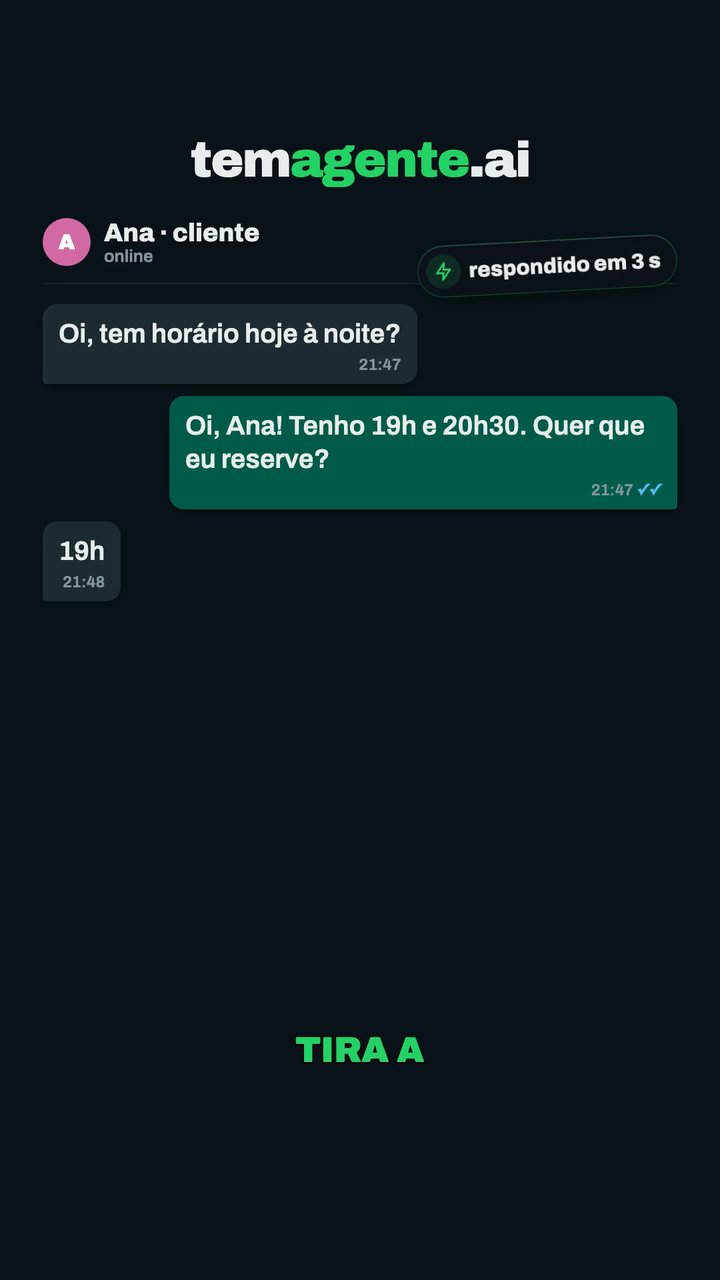 temagente.ai
A
Ana · cliente
online
respondido em 3 s
Oi, tem horário hoje à noite?
21:47
Oi, Ana! Tenho 19h e 20h30. Quer que
eu reserve?
21:47
19h
21:48
TIRA A